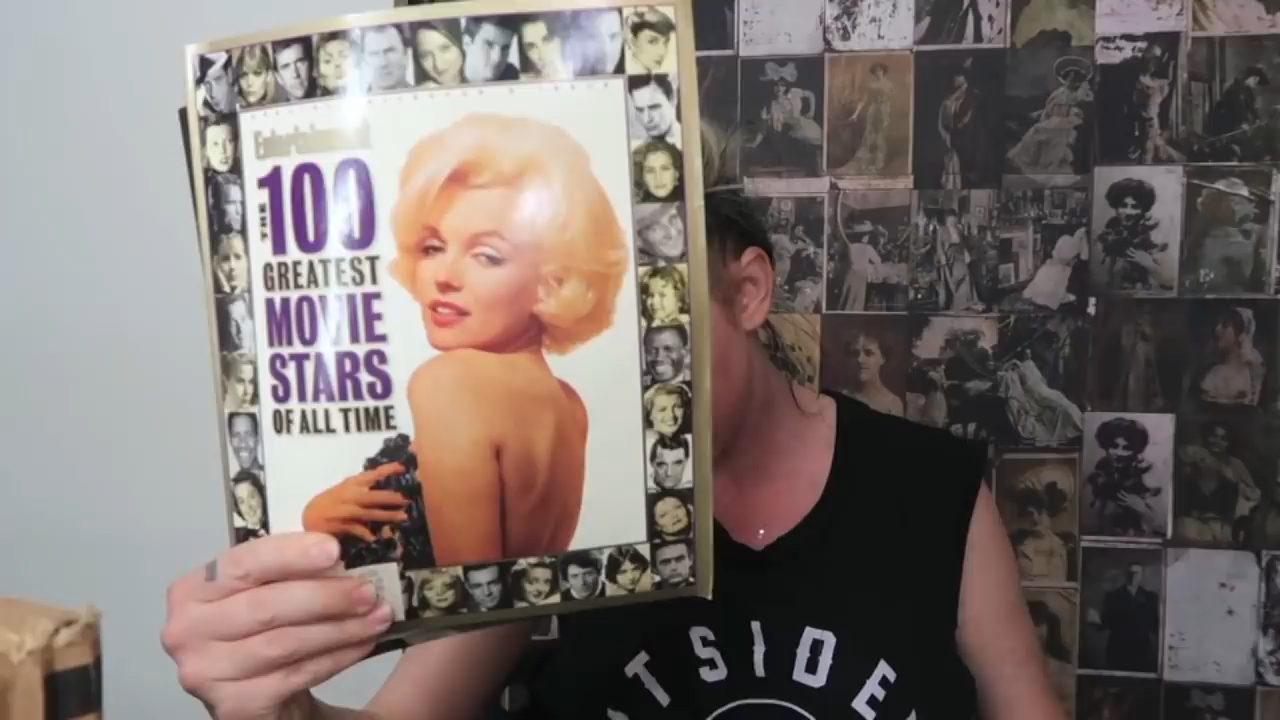 Entertainment
THE
100
GREATEST
MOVIE
STARS
OF ALL TIME
TSIDE